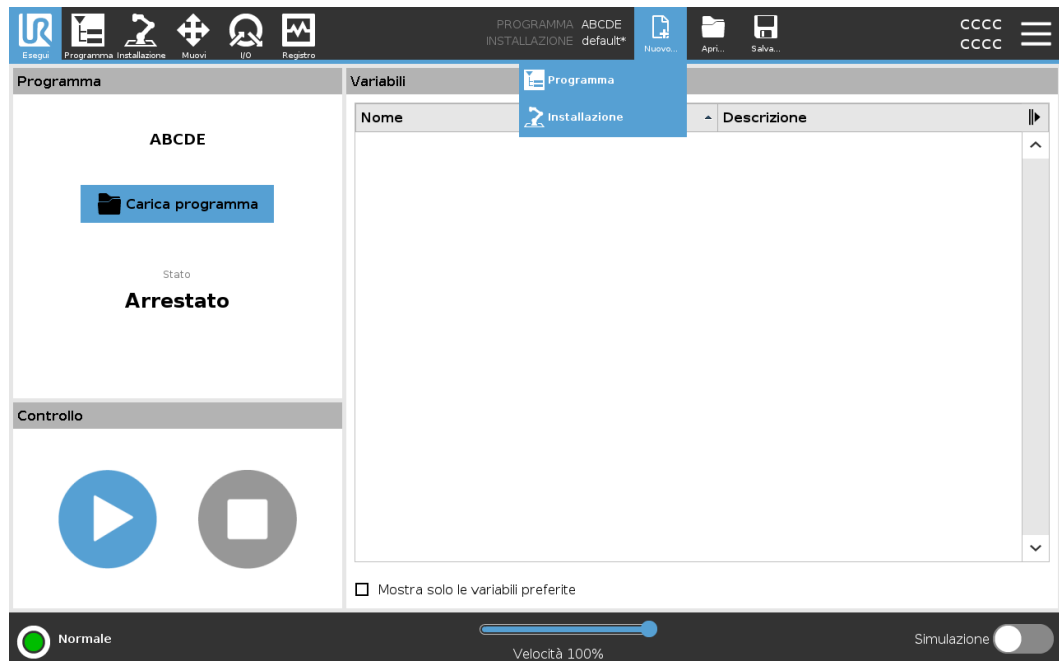 UR
PROGRAMMA ABCDE
INSTALLAZIONE default*
CCCC
CCCC
Esegui Programma Installazione Muovi I/O Registro Nuovo... Apri... Salva...
Programma
Variabili
Programma
Installazione
Nome Descrizione
ABCDE
Carica programma
Stato
Arrestato
Controllo
Mostra solo le variabili preferite
Normale
Velocità 100%
Simulazione